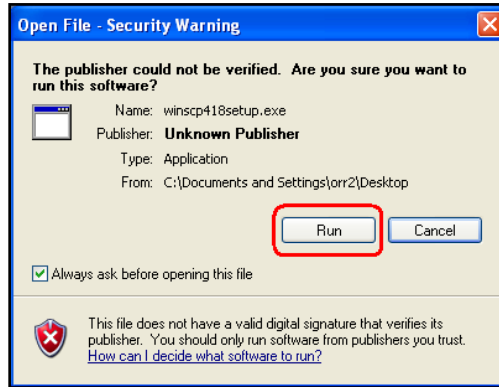 Open File - Security Warning
The publisher could not be verified. Are you sure you want to
run this software?
Name: winscp418setup.exe
Publisher: Unknown Publisher
Type: Application
From: C:\Documents and Settings\orr2\Desktop
Run Cancel
Always ask before opening this file
This file does not have a valid digital signature that verifies its
publisher. You should only run software from publishers you trust.
How can I decide what software to run?